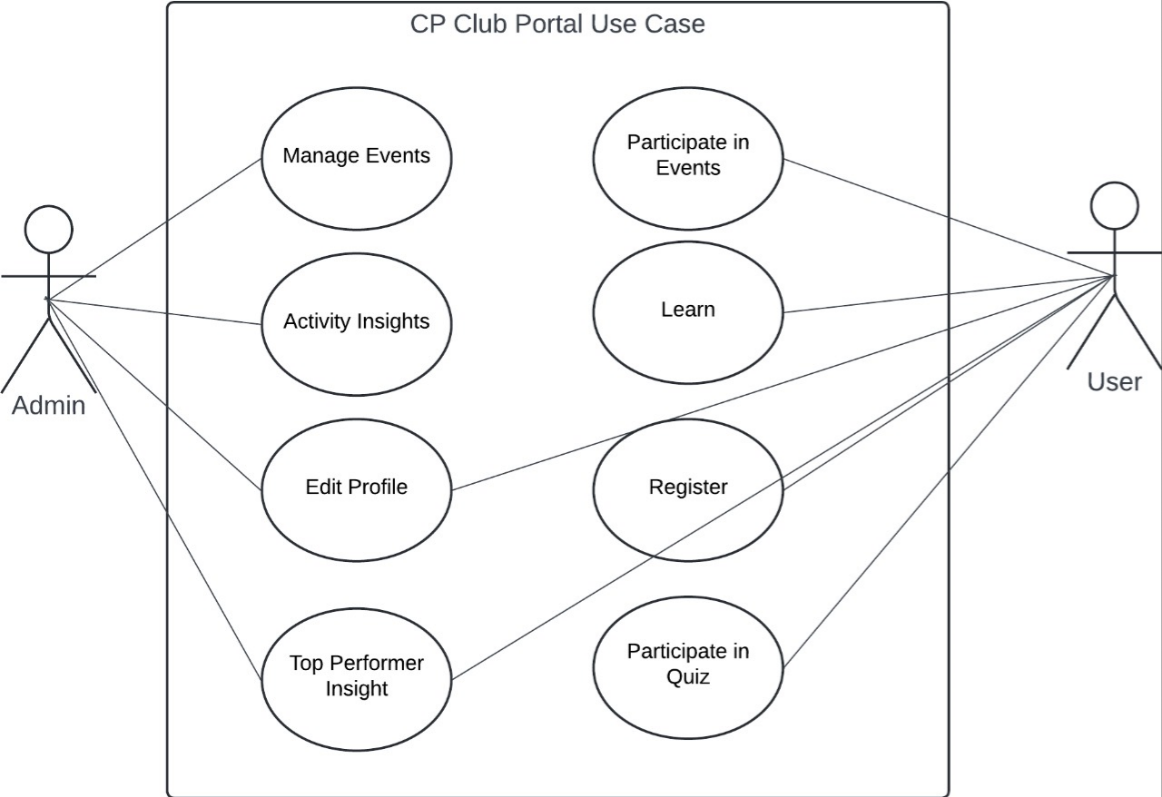 CP Club Portal Use Case
Manage Events
Participate in
Events
Activity Insights
Learn
Admin
User
Edit Profile
Register
Top Performer
Insight
Participate in
Quiz